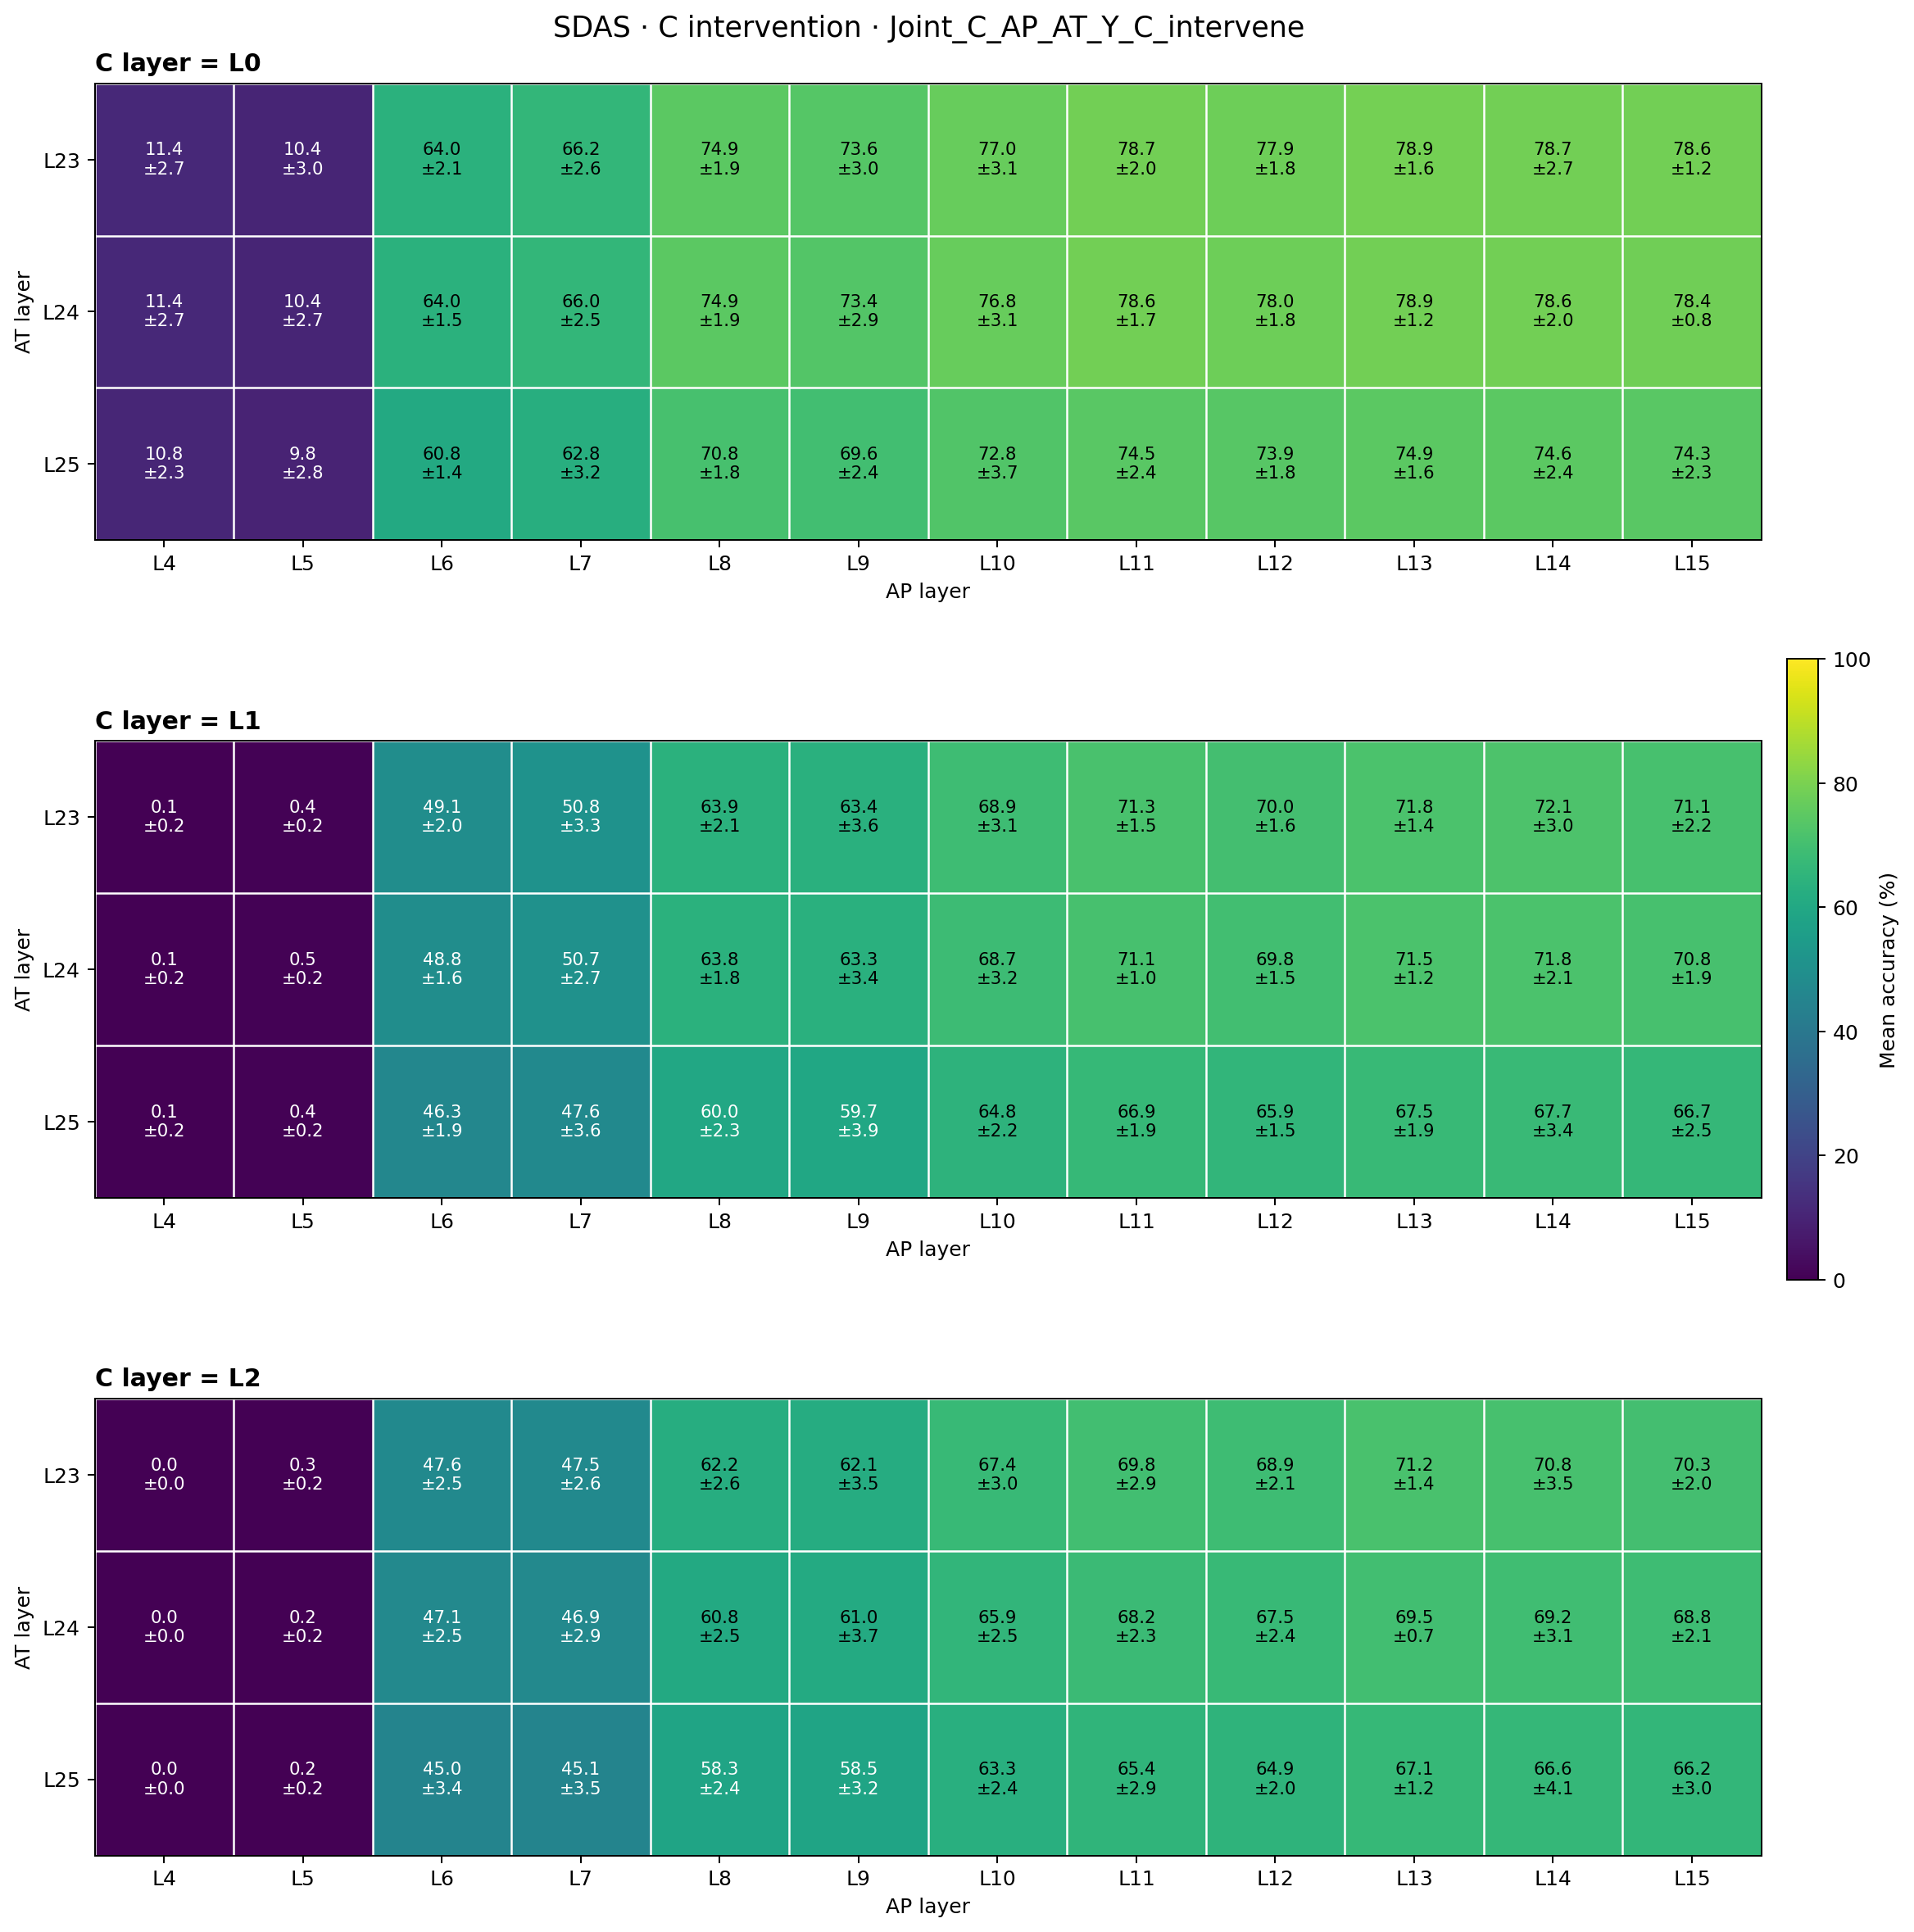 SDAS · C intervention · Joint_C_AP_AT_Y_C_intervene
C layer = L0
L23
11.4 10.4 64.0 66.2 74.9 73.6 77.0 78.7 77.9 78.9 78.7 78.6
±2.7 ±3.0 ±2.1 ±2.6 ±1.9 ±3.0 ±3.1 ±2.0 ±1.8 ±1.6 ±2.7 ±1.2
AT layer
L24
11.4 10.4 64.0 66.0 74.9 73.4 76.8 78.6 78.0 78.9 78.6 78.4
±2.7 ±2.7 ±1.5 ±2.5 ±1.9 ±2.9 ±3.1 ±1.7 ±1.8 ±1.2 ±2.0 ±0.8
L25
10.8 9.8 60.8 62.8 70.8 69.6 72.8 74.5 73.9 74.9 74.6 74.3
±2.3 ±2.8 ±1.4 ±3.2 ±1.8 ±2.4 ±3.7 ±2.4 ±1.8 ±1.6 ±2.4 ±2.3
L4 L5 L6 L7 L8 L9 L10 L11 L12 L13 L14 L15
AP layer
C layer = L1
L23
0.1 0.4 49.1 50.8 63.9 63.4 68.9 71.3 70.0 71.8 72.1 71.1
±0.2 ±0.2 ±2.0 ±3.3 ±2.1 ±3.6 ±3.1 ±1.5 ±1.6 ±1.4 ±3.0 ±2.2
AT layer
L24
0.1 0.5 48.8 50.7 63.8 63.3 68.7 71.1 69.8 71.5 71.8 70.8
±0.2 ±0.2 ±1.6 ±2.7 ±1.8 ±3.4 ±3.2 ±1.0 ±1.5 ±1.2 ±2.1 ±1.9
L25
0.1 0.4 46.3 47.6 60.0 59.7 64.8 66.9 65.9 67.5 67.7 66.7
±0.2 ±0.2 ±1.9 ±3.6 ±2.3 ±3.9 ±2.2 ±1.9 ±1.5 ±1.9 ±3.4 ±2.5
L4 L5 L6 L7 L8 L9 L10 L11 L12 L13 L14 L15
AP layer
100
80
60
40
20
0
Mean accuracy (%)
C layer = L2
L23
0.0 0.3 47.6 47.5 62.2 62.1 67.4 69.8 68.9 71.2 70.8 70.3
±0.0 ±0.2 ±2.5 ±2.6 ±2.6 ±3.5 ±3.0 ±2.9 ±2.1 ±1.4 ±3.5 ±2.0
AT layer
L24
0.0 0.2 47.1 46.9 60.8 61.0 65.9 68.2 67.5 69.5 69.2 68.8
±0.0 ±0.2 ±2.5 ±2.9 ±2.5 ±3.7 ±2.5 ±2.3 ±2.4 ±0.7 ±3.1 ±2.1
L25
0.0 0.2 45.0 45.1 58.3 58.5 63.3 65.4 64.9 67.1 66.6 66.2
±0.0 ±0.2 ±3.4 ±3.5 ±2.4 ±3.2 ±2.4 ±2.9 ±2.0 ±1.2 ±4.1 ±3.0
L4 L5 L6 L7 L8 L9 L10 L11 L12 L13 L14 L15
AP layer